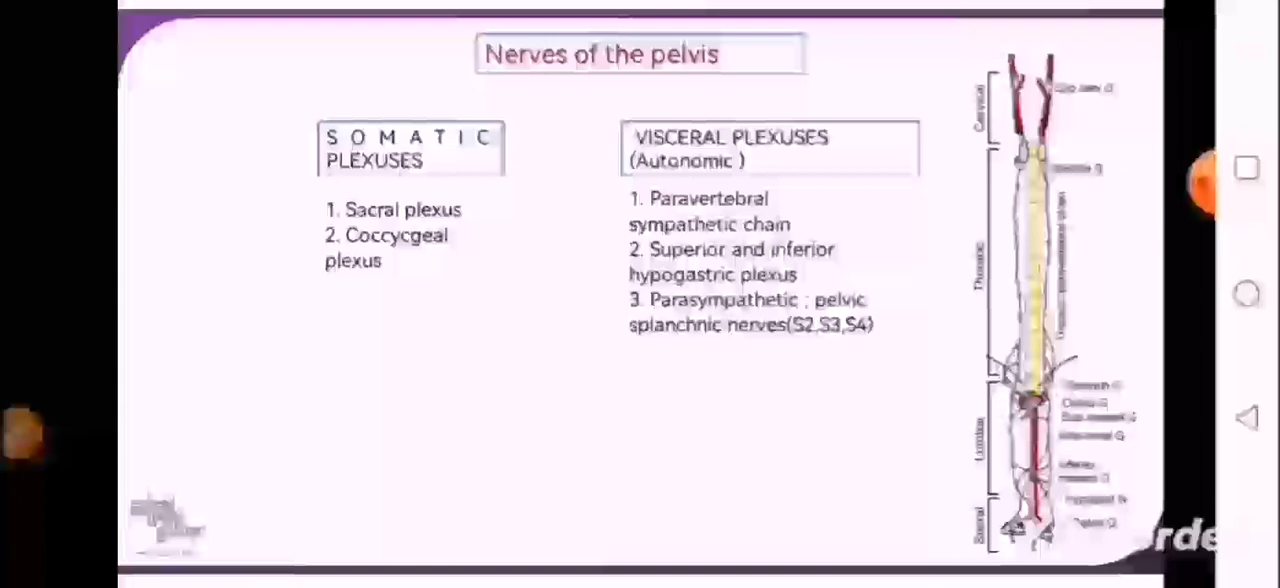 Nerves of the pelvis
S O M A T I C
PLEXUSES
1. Sacral plexus
2. Coccycgeal
plexus
VISCERAL PLEXUSES
(Autonomic )
1. Paravertebral
sympathetic chain
2. Superior and inferior
hypogastric plexus
3. Parasympathetic : pelvic
splanchnic nerves(S2,S3,S4)
Cervical
Thoracic
Lumbar
Sacral